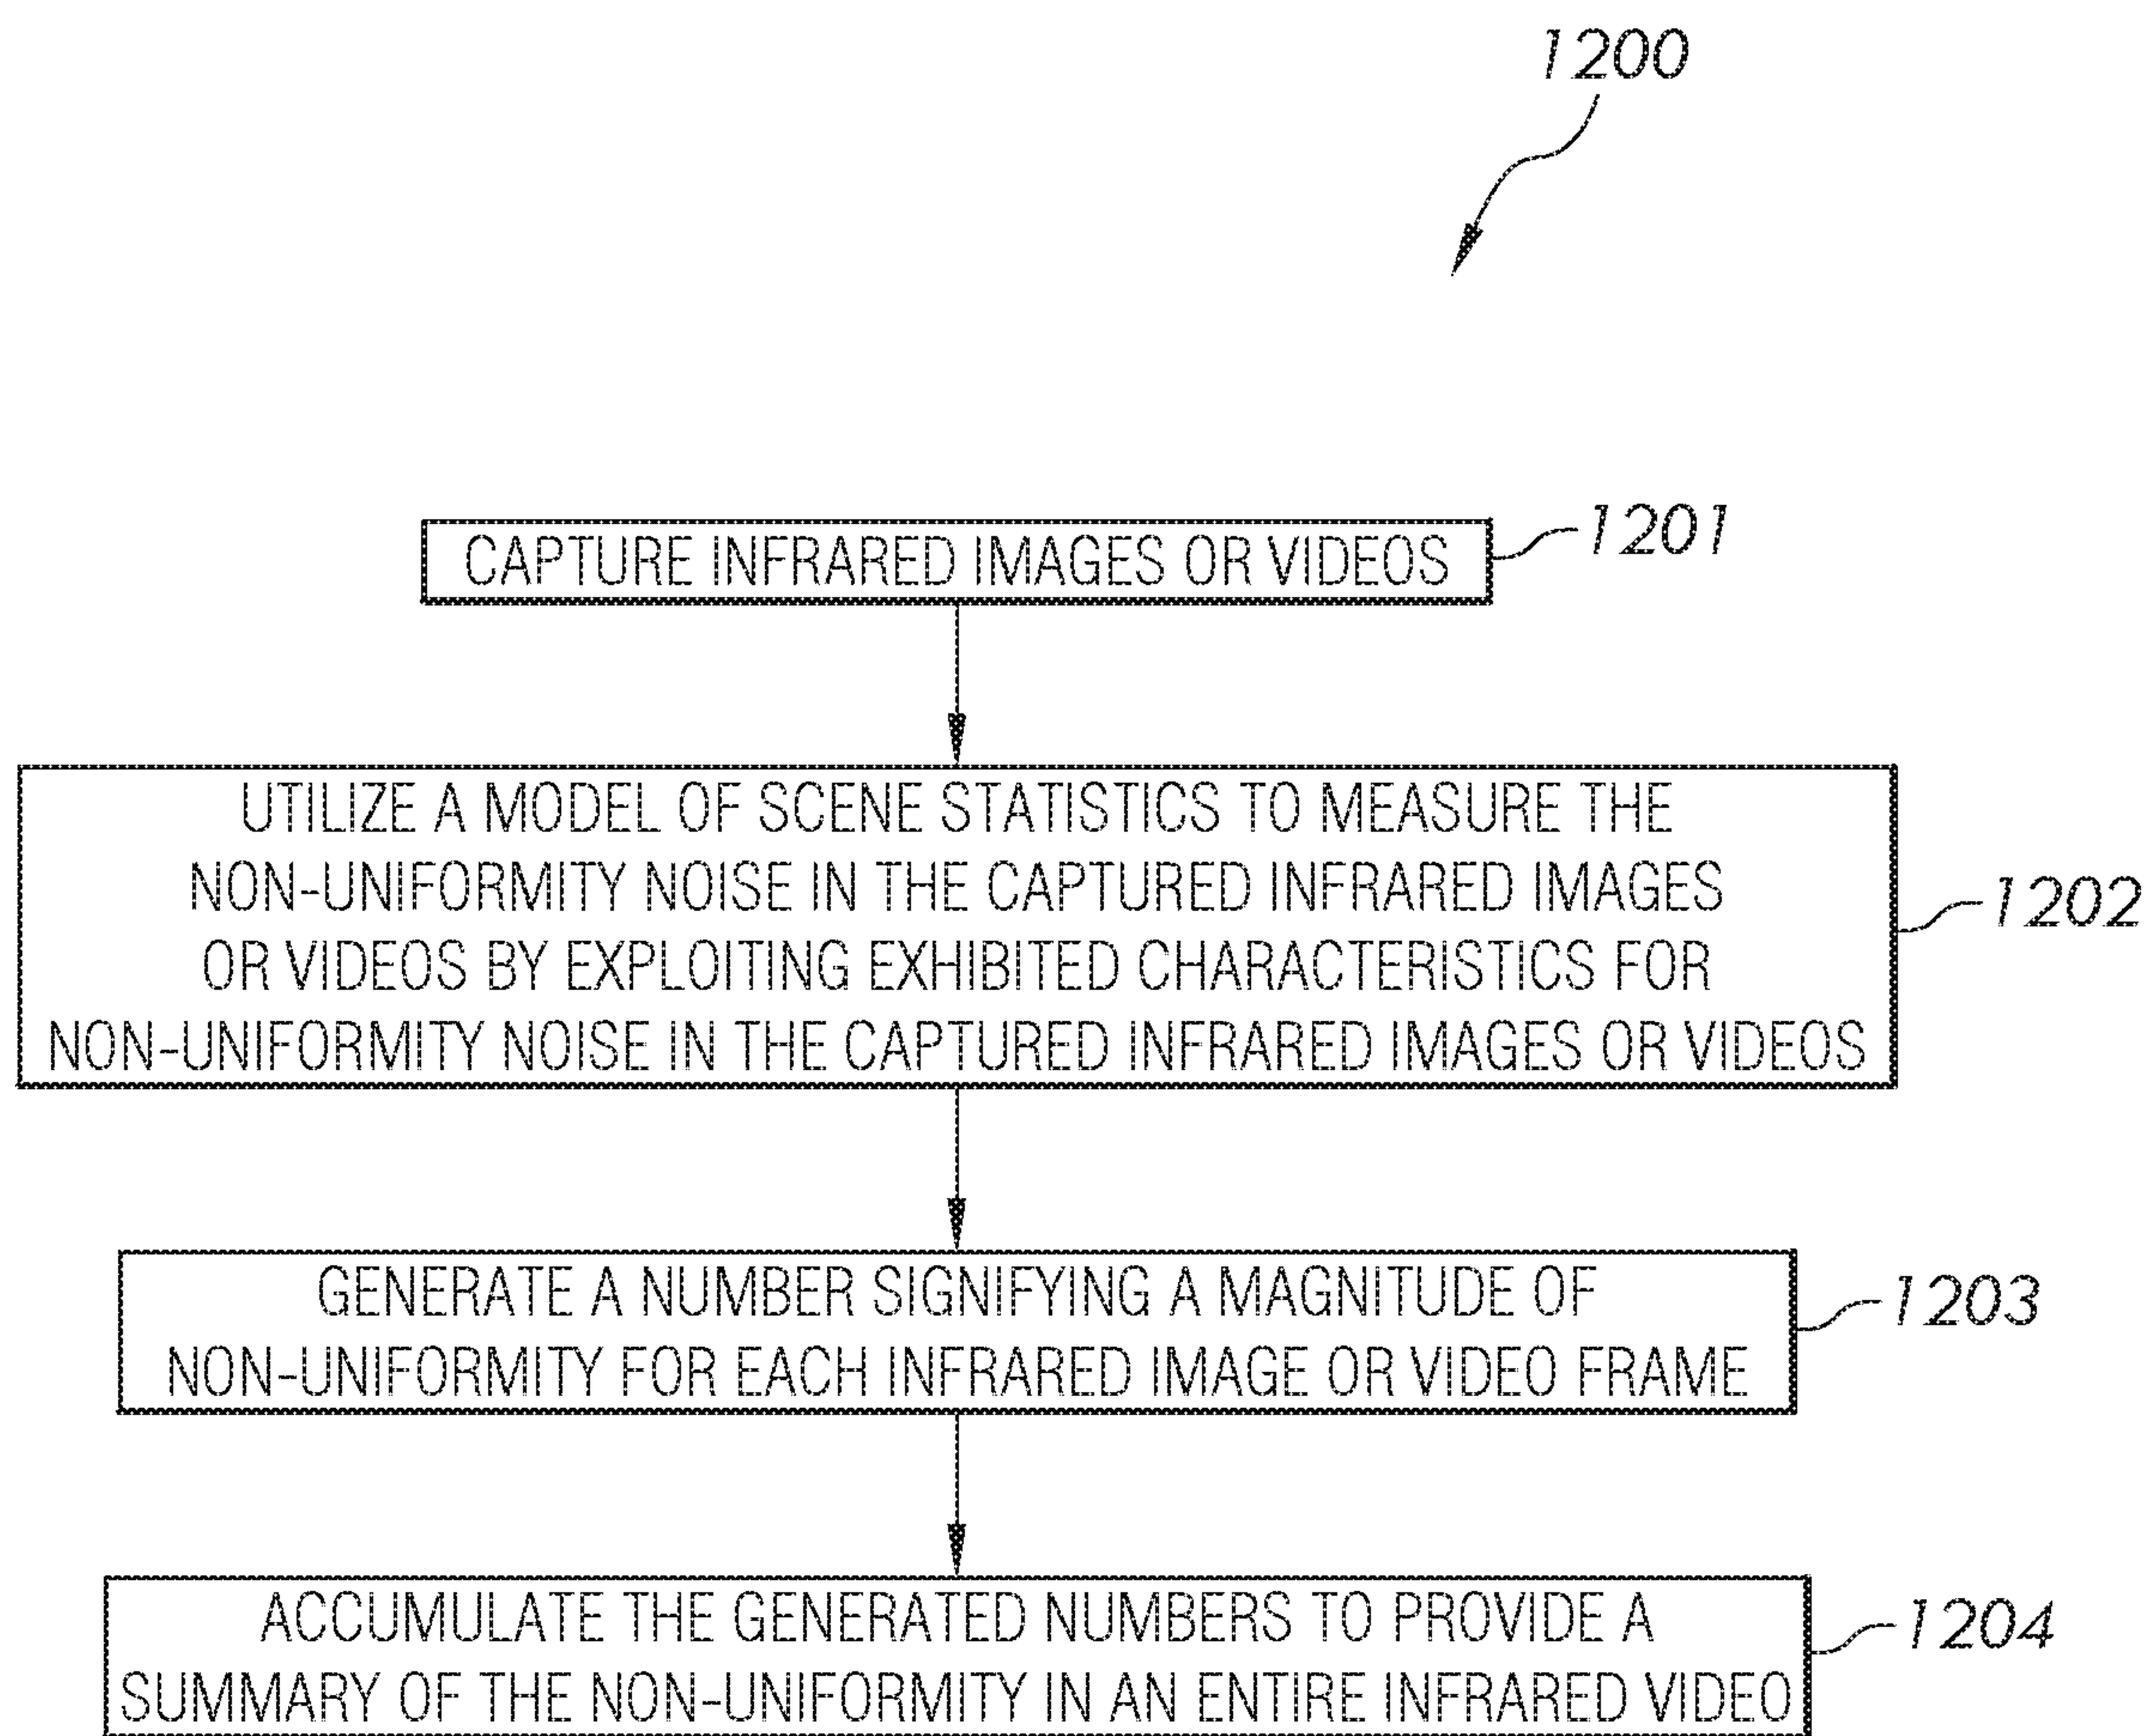 1200
CAPTURE INFRARED IMAGES OR VIDEOS
1201
UTILIZE A MODEL OF SCENE STATISTICS TO MEASURE THE
NON-UNIFORMITY NOISE IN THE CAPTURED INFRARED IMAGES
OR VIDEOS BY EXPLOITING EXHIBITED CHARACTERISTICS FOR
NON-UNIFORMITY NOISE IN THE CAPTURED INFRARED IMAGES OR VIDEOS
1202
GENERATE A NUMBER SIGNIFYING A MAGNITUDE OF
NON-UNIFORMITY FOR EACH INFRARED IMAGE OR VIDEO FRAME
1203
ACCUMULATE THE GENERATED NUMBERS TO PROVIDE A
SUMMARY OF THE NON-UNIFORMITY IN AN ENTIRE INFRARED VIDEO
1204